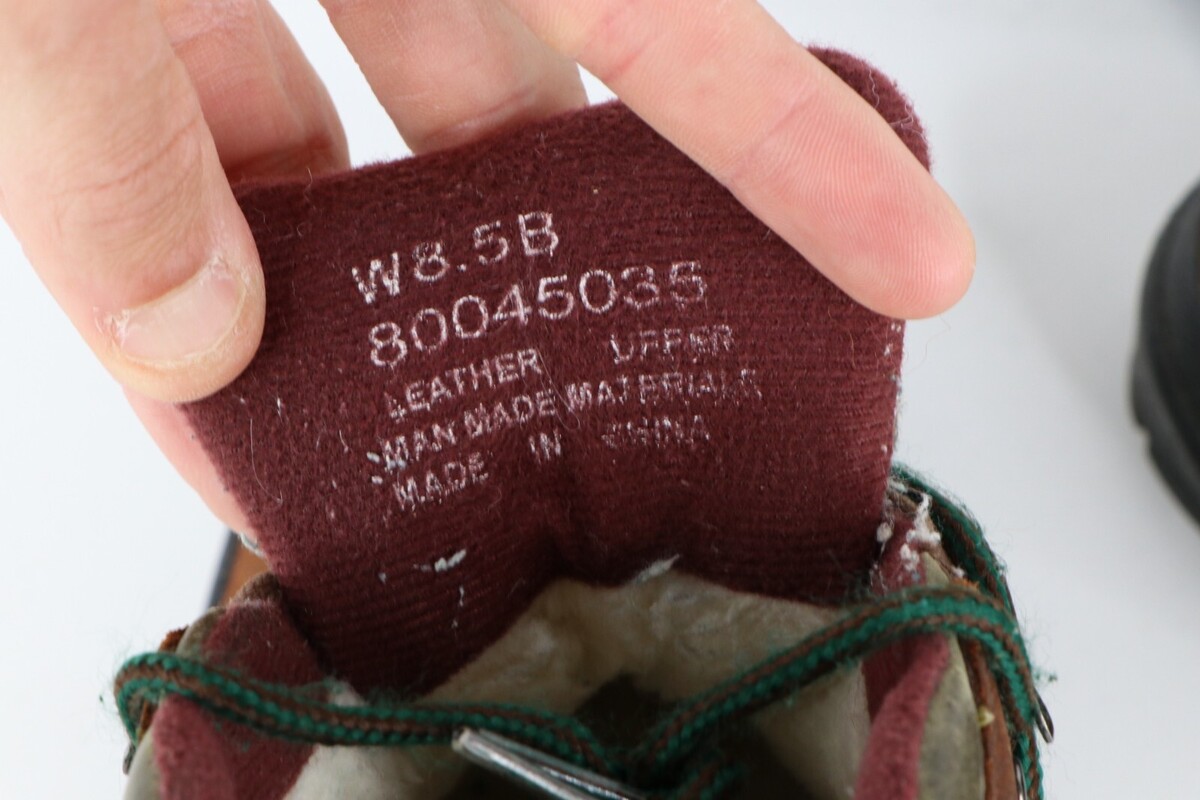 W8.5B
80045035
LEATHER UPPER
MAN MADE MATERIALS
MADE IN CHINA